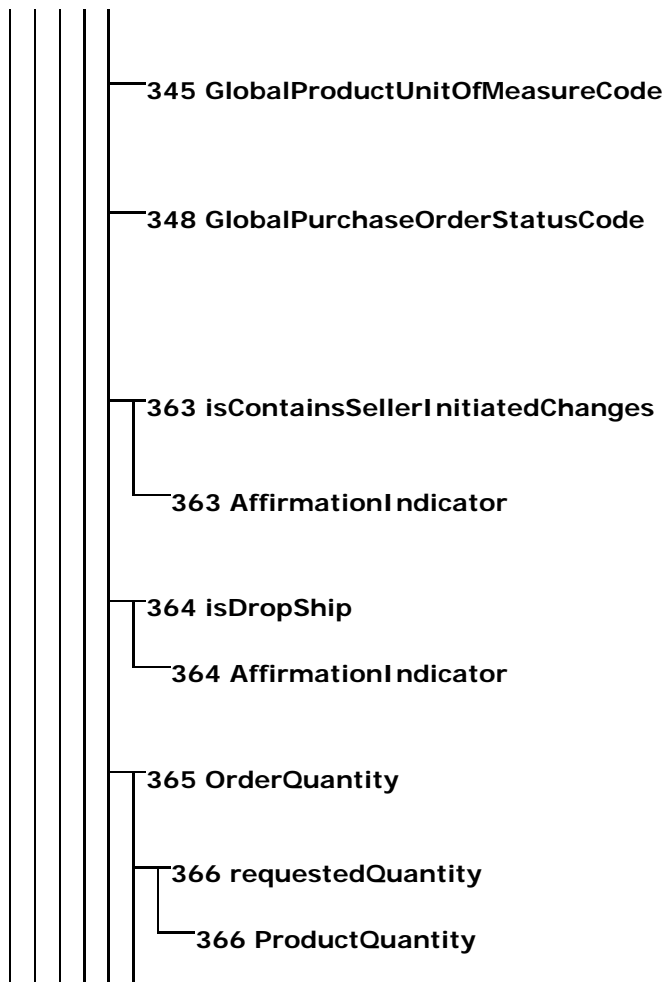 345 GlobalProductUnitOfMeasureCode
348 GlobalPurchaseOrderStatusCode
363 isContainsSellerInitiatedChanges
363 AffirmationIndicator
364 isDropShip
364 AffirmationIndicator
365 OrderQuantity
366 requestedQuantity
366 ProductQuantity